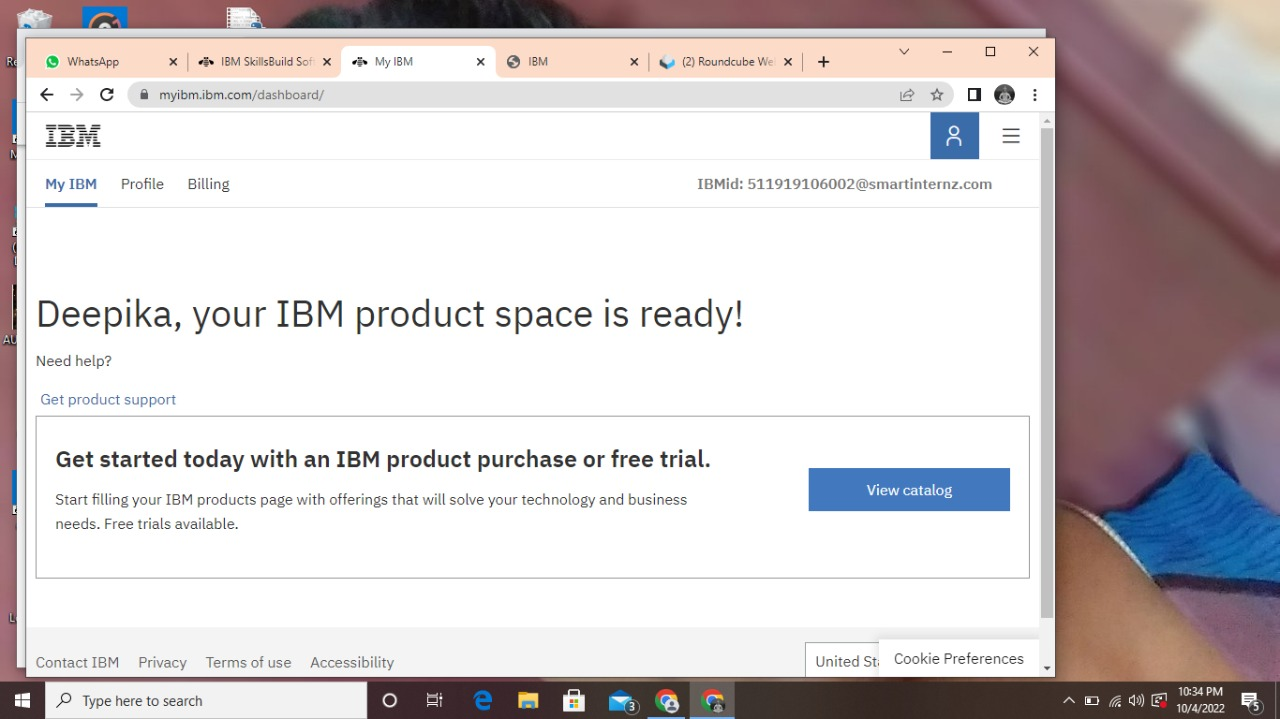 WhatsApp
IBM SkillsBuild Sof
My IBM
IBM
(2) Roundcube We
myibm.ibm.com/dashboard/
IBM
My IBM Profile Billing
IBMid: 511919106002@smartinternz.com
Deepika, your IBM product space is ready!
Need help?
Get product support
Get started today with an IBM product purchase or free trial.
Start filling your IBM products page with offerings that will solve your technology and business
needs. Free trials available.
View catalog
Contact IBM Privacy Terms of use Accessibility
United Sta
Cookie Preferences
Type here to search
3
10:34 PM
10/4/2022
5